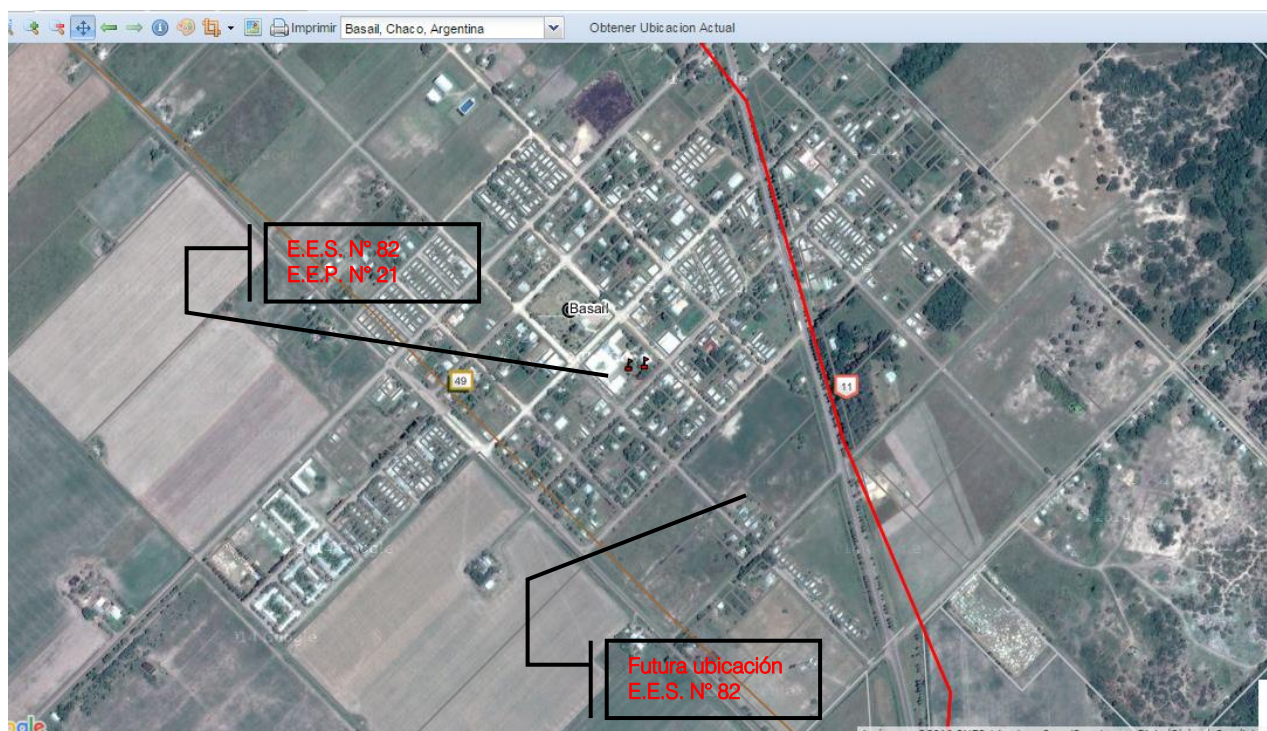 Imprimir
Basail, Chaco, Argentina
Obtener Ubicacion Actual
E.E.S. N° 82
E.E.P. N° 21
Basail
49
11
Futura ubicación
E.E.S. N° 82